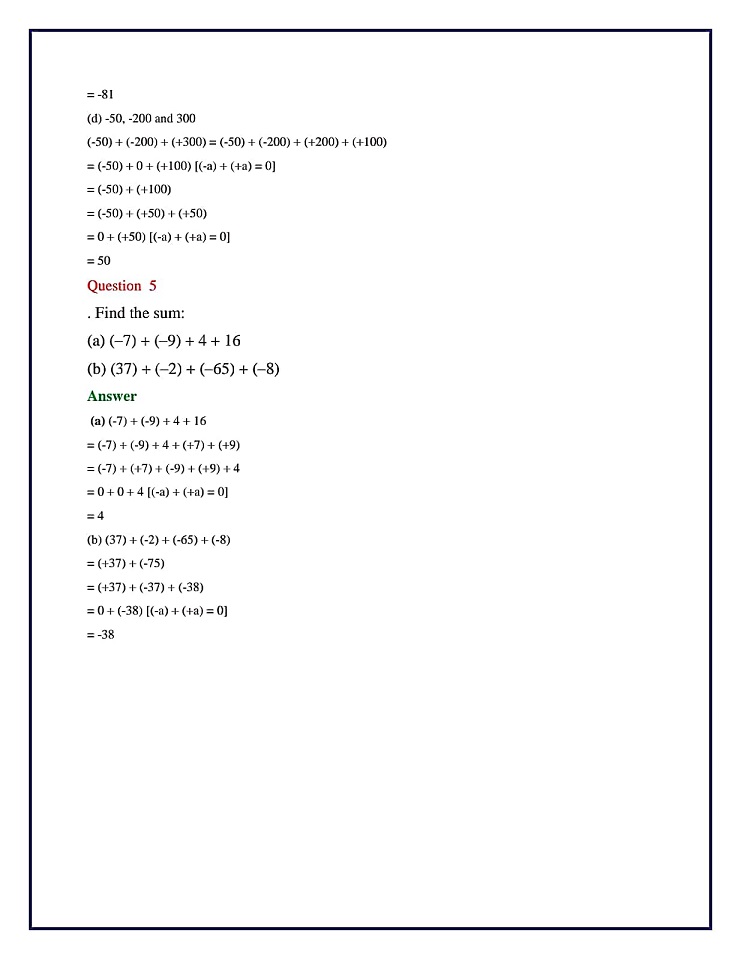 = -81
(d) -50, -200 and 300
(-50) + (-200) + (+300) = (-50) + (-200) + (+200) + (+100)
= (-50) + 0 + (+100) [(-a) + (+a) = 0]
= (-50) + (+100)
= (-50) + (+50) + (+50)
= 0 + (+50) [(-a) + (+a) = 0]
= 50
Question 5
. Find the sum:
(a) (–7) + (–9) + 4 + 16
(b) (37) + (–2) + (–65) + (–8)
Answer
(a) (-7) + (-9) + 4 + 16
= (-7) + (-9) + 4 + (+7) + (+9)
= (-7) + (+7) + (-9) + (+9) + 4
= 0 + 0 + 4 [(-a) + (+a) = 0]
= 4
(b) (37) + (-2) + (-65) + (-8)
= (+37) + (-75)
= (+37) + (-37) + (-38)
= 0 + (-38) [(-a) + (+a) = 0]
= -38